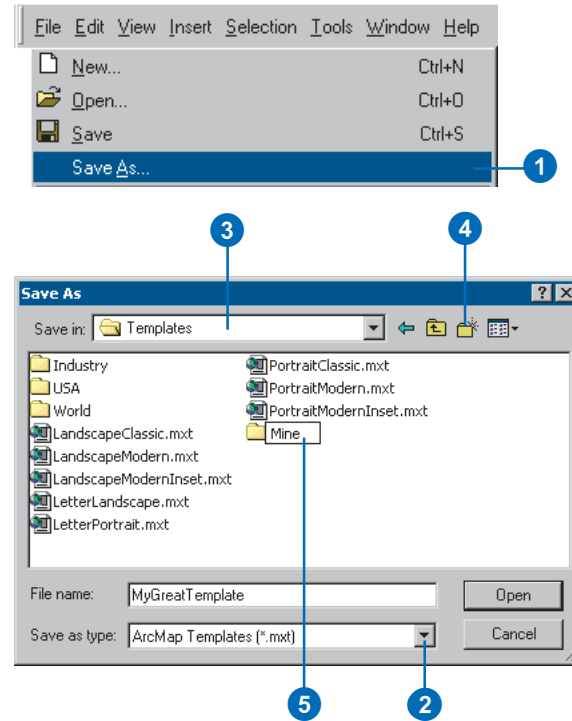 File Edit View Insert Selection Tools Window Help
New... Ctrl+N
Open... Ctrl+O
Save Ctrl+S
Save As...
1
3
4
Save As
Save in: Templates
Industry
USA
World
LandscapeClassic.mxt
LandscapeModern.mxt
LandscapeModernInset.mxt
LetterLandscape.mxt
LetterPortrait.mxt
PortraitClassic.mxt
PortraitModern.mxt
PortraitModernInset.mxt
Mine
File name: MyGreatTemplate Open
Save as type: ArcMap Templates (*.mxt) Cancel
5
2